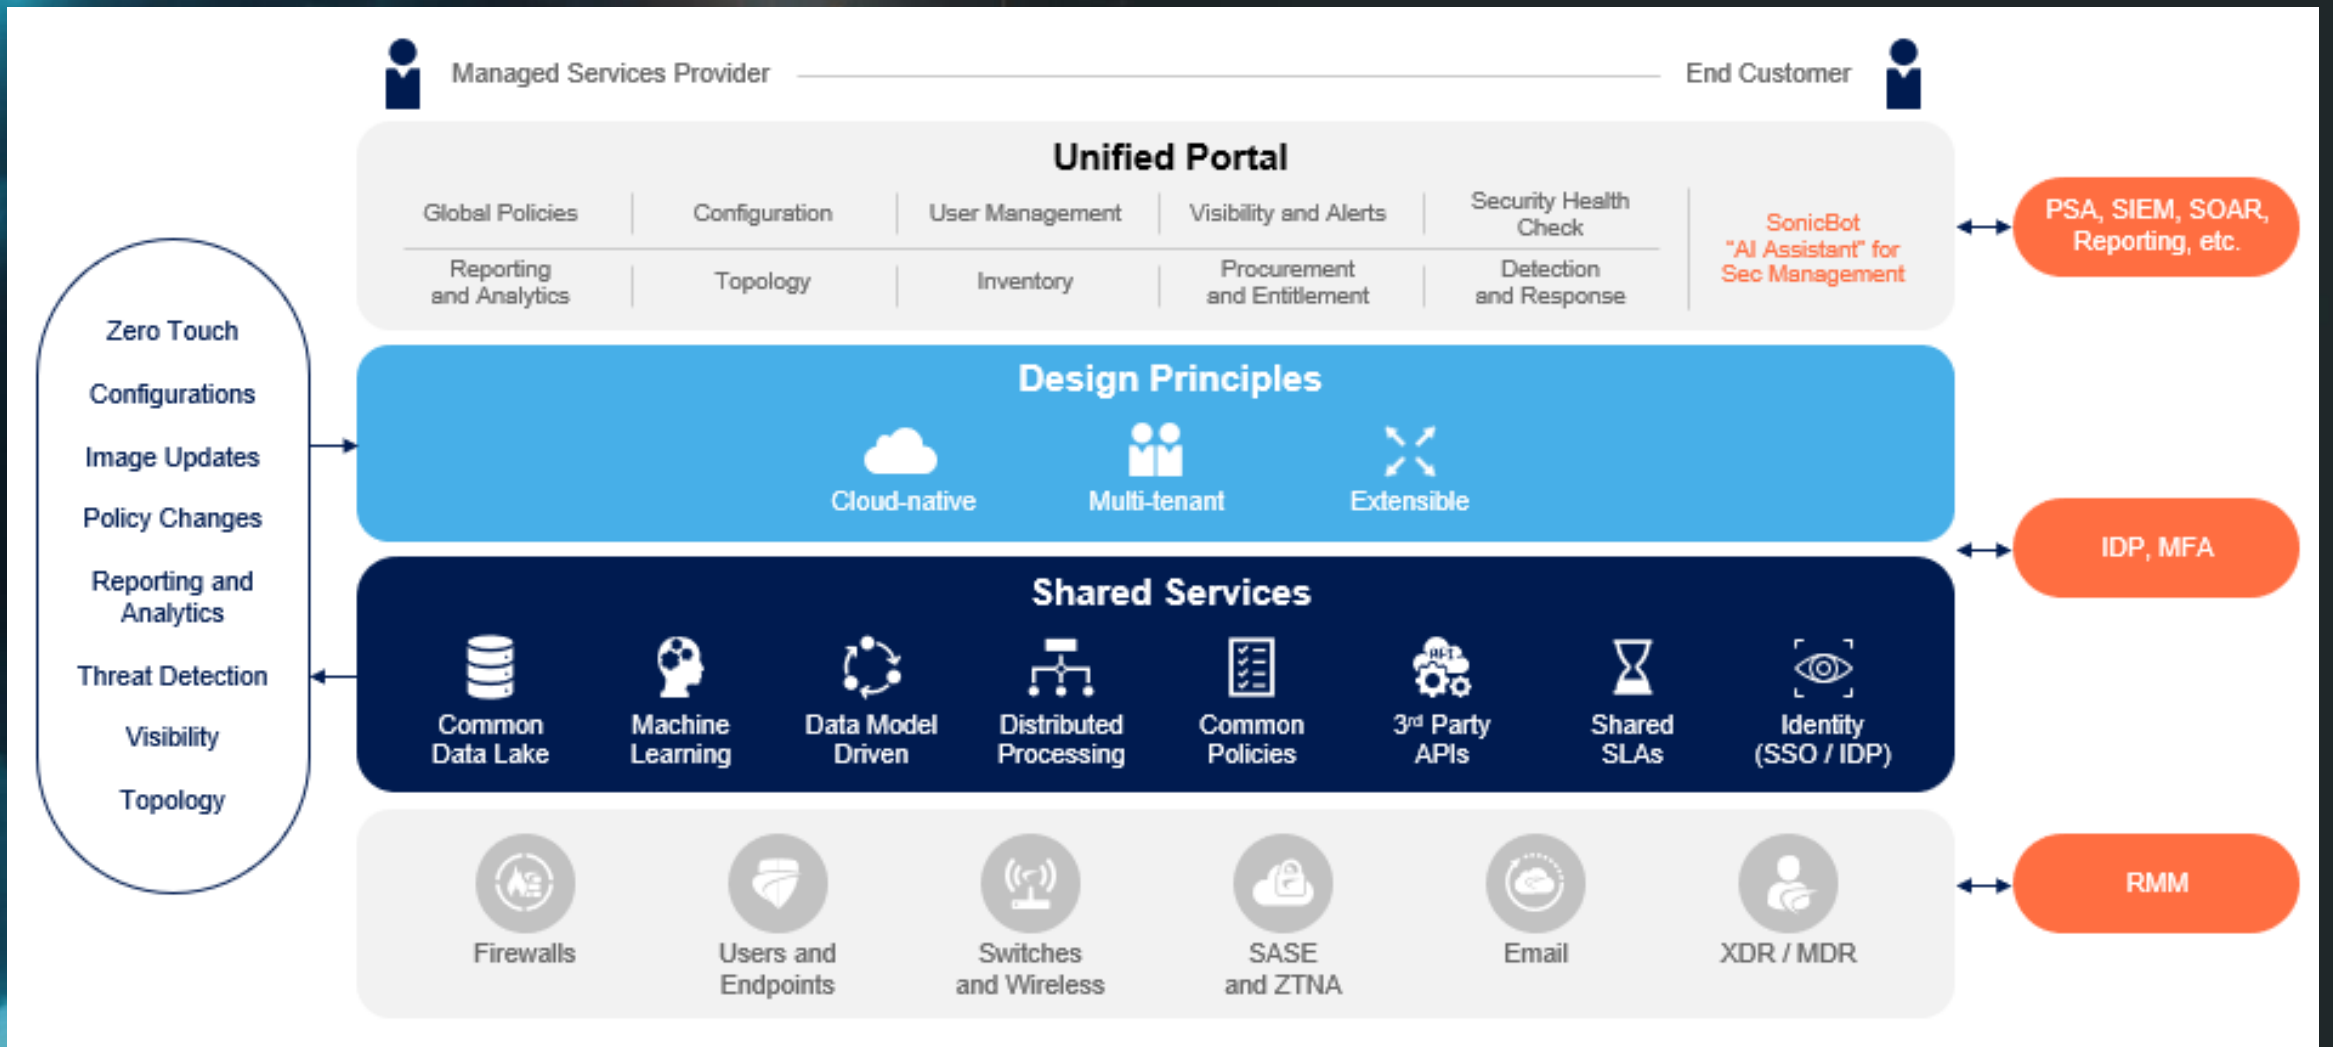 Managed Services Provider
End Customer
Unified Portal
Global Policies
Configuration
User Management
Visibility and Alerts
Security Health
Check
Reporting
and Analytics
Topology
Inventory
Procurement
and Entitlement
Detection
and Response
SonicBot
"AI Assistant" for
Sec Management
PSA, SIEM, SOAR,
Reporting, etc.
Zero Touch
Configurations
Image Updates
Policy Changes
Reporting and
Analytics
Threat Detection
Visibility
Topology
Design Principles
Cloud-native
Multi-tenant
Extensible
IDP, MFA
Shared Services
Common
Data Lake
Machine
Learning
Data Model
Driven
Distributed
Processing
Common
Policies
API
3rd Party
APIs
Shared
SLAs
Identity
(SSO / IDP)
Firewalls
Users and
Endpoints
Switches
and Wireless
SASE
and ZTNA
Email
XDR / MDR
RMM